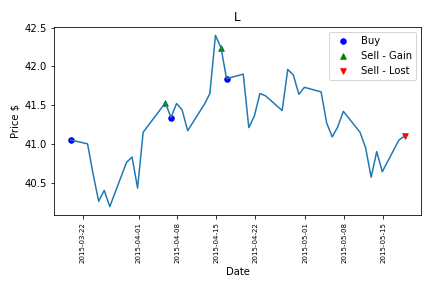 L
42.5
42.0
41.5
41.0
40.5
Price $
Buy
Sell - Gain
Sell - Lost
2015-03-22
2015-04-01
2015-04-08
2015-04-15
2015-04-22
2015-05-01
2015-05-08
2015-05-15
Date